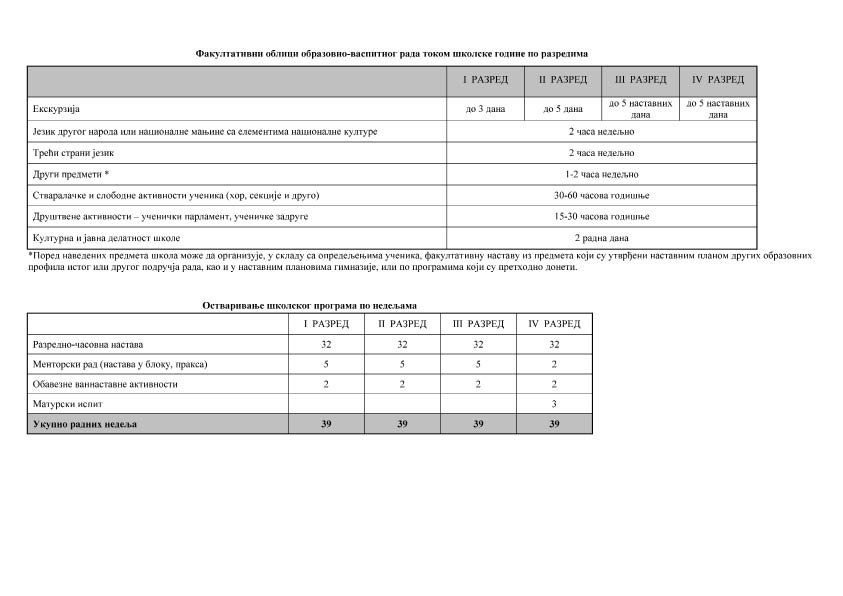 Факултативни облици образовно-васпитног рада током школске године по разредима
I РАЗРЕД II РАЗРЕД III РАЗРЕД IV РАЗРЕД
Екскурзија до 3 дана до 5 дана до 5 наставних дана до 5 наставних дана
Језик другог народа или националне мањине са елементима националне културе 2 часа недељно
Трећи страни језик 2 часа недељно
Други предмети * 1-2 часа недељно
Стваралачке и слободне активности ученика (хор, секције и друго) 30-60 часова годишње
Друштвене активности – ученички парламент, ученичке задруге 15-30 часова годишње
Културна и јавна делатност школе 2 радна дана
*Поред наведених предмета школа може да организује, у складу са опредељењима ученика, факултативну наставу из предмета који су утврђени наставним планом других образовних
профила истог или другог подручја рада, као и у наставним плановима гимназије, или по програмима који су претходно донети.
Остваривање школског програма по недељама
I РАЗРЕД II РАЗРЕД III РАЗРЕД IV РАЗРЕД
Разредно-часовна настава 32 32 32 32
Менторски рад (настава у блоку, пракса) 5 5 5 2
Обавезне ваннаставне активности 2 2 2 2
Матурски испит 3
Укупно радних недеља 39 39 39 39